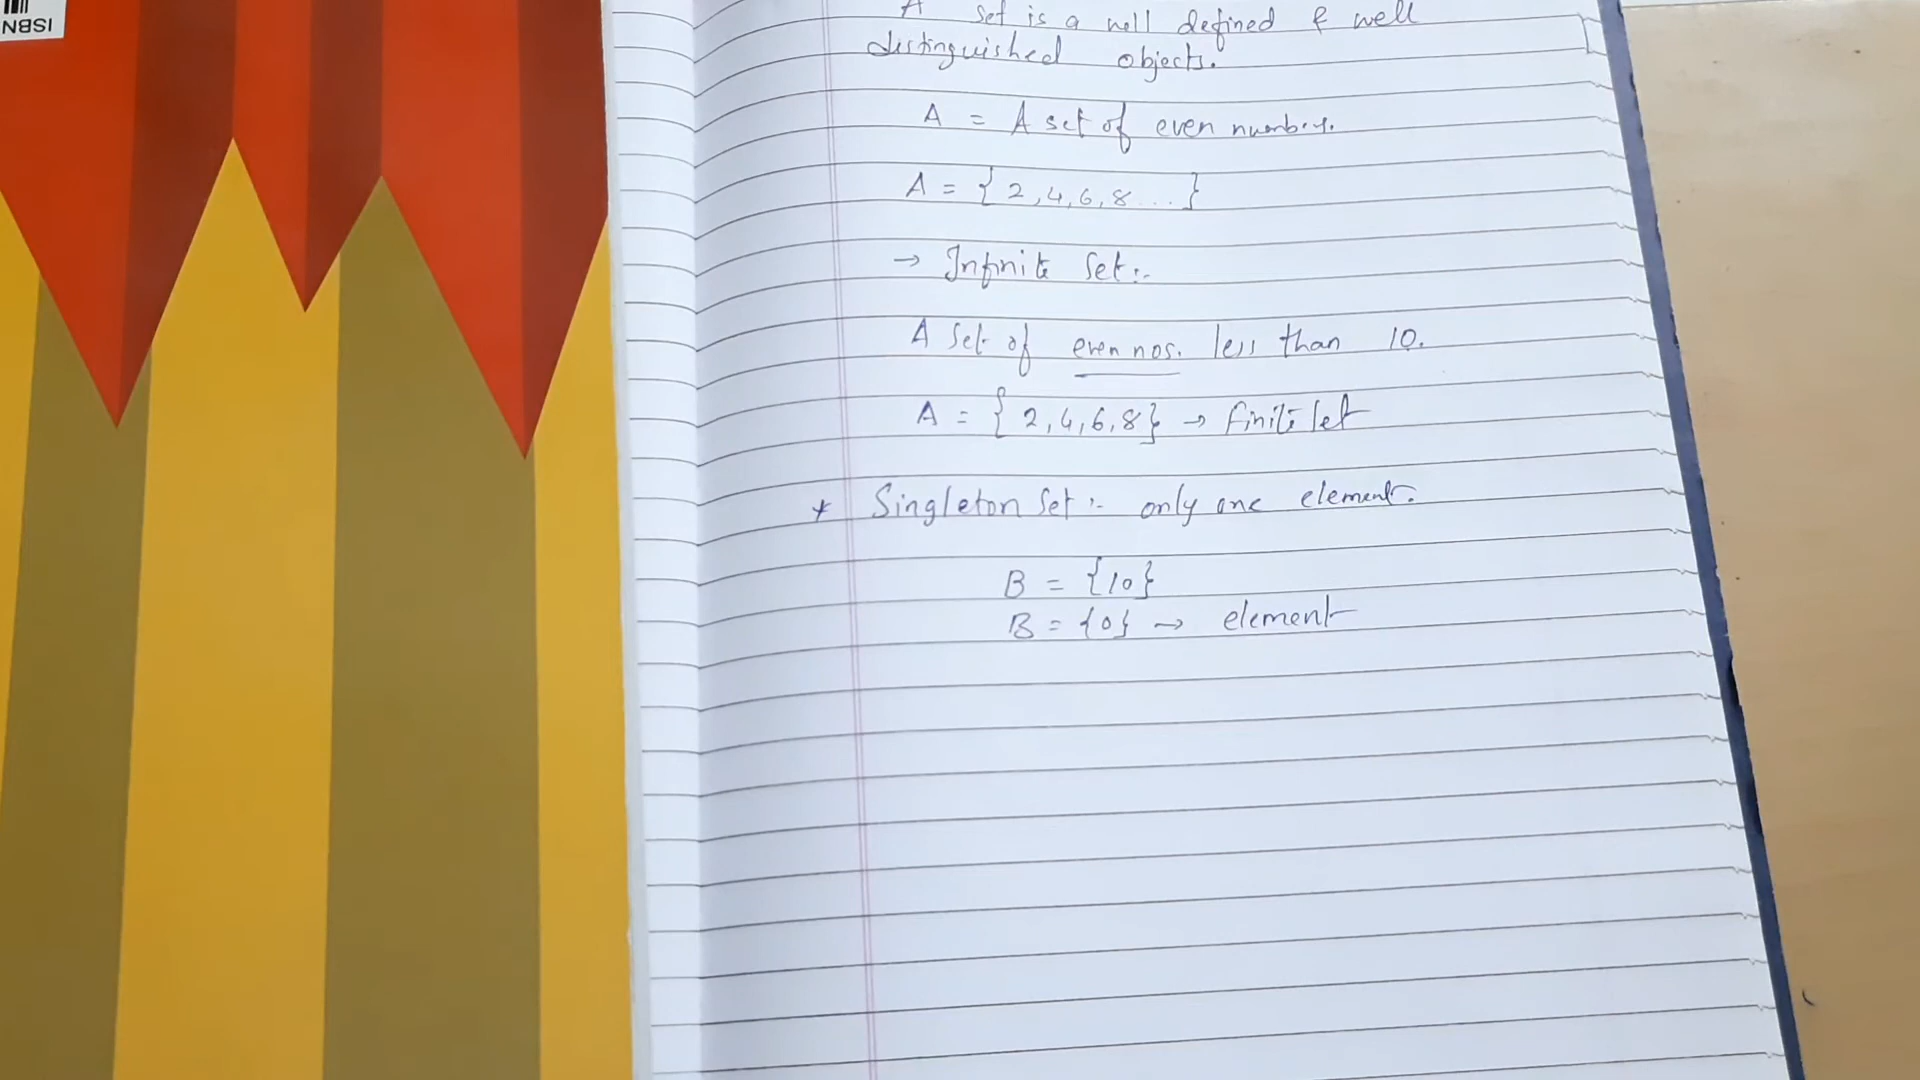 ISBN
A set is a well defined & well
distinguished objects.
A = A set of even numbers.
A = { 2, 4, 6, 8 ... }
→ Infinite Set :-
A set of even nos. less than 10.
A = { 2, 4, 6, 8 } → finite set
* Singleton Set :- only one element.
B = {10}
B = {0} → element